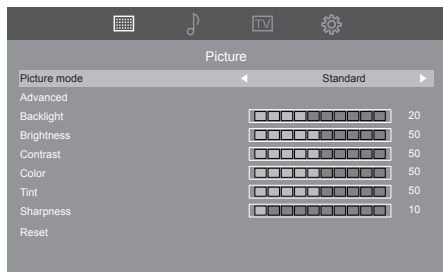 TV
Picture
Picture mode Standard
Advanced
Backlight 20
Brightness 50
Contrast 50
Color 50
Tint 50
Sharpness 10
Reset